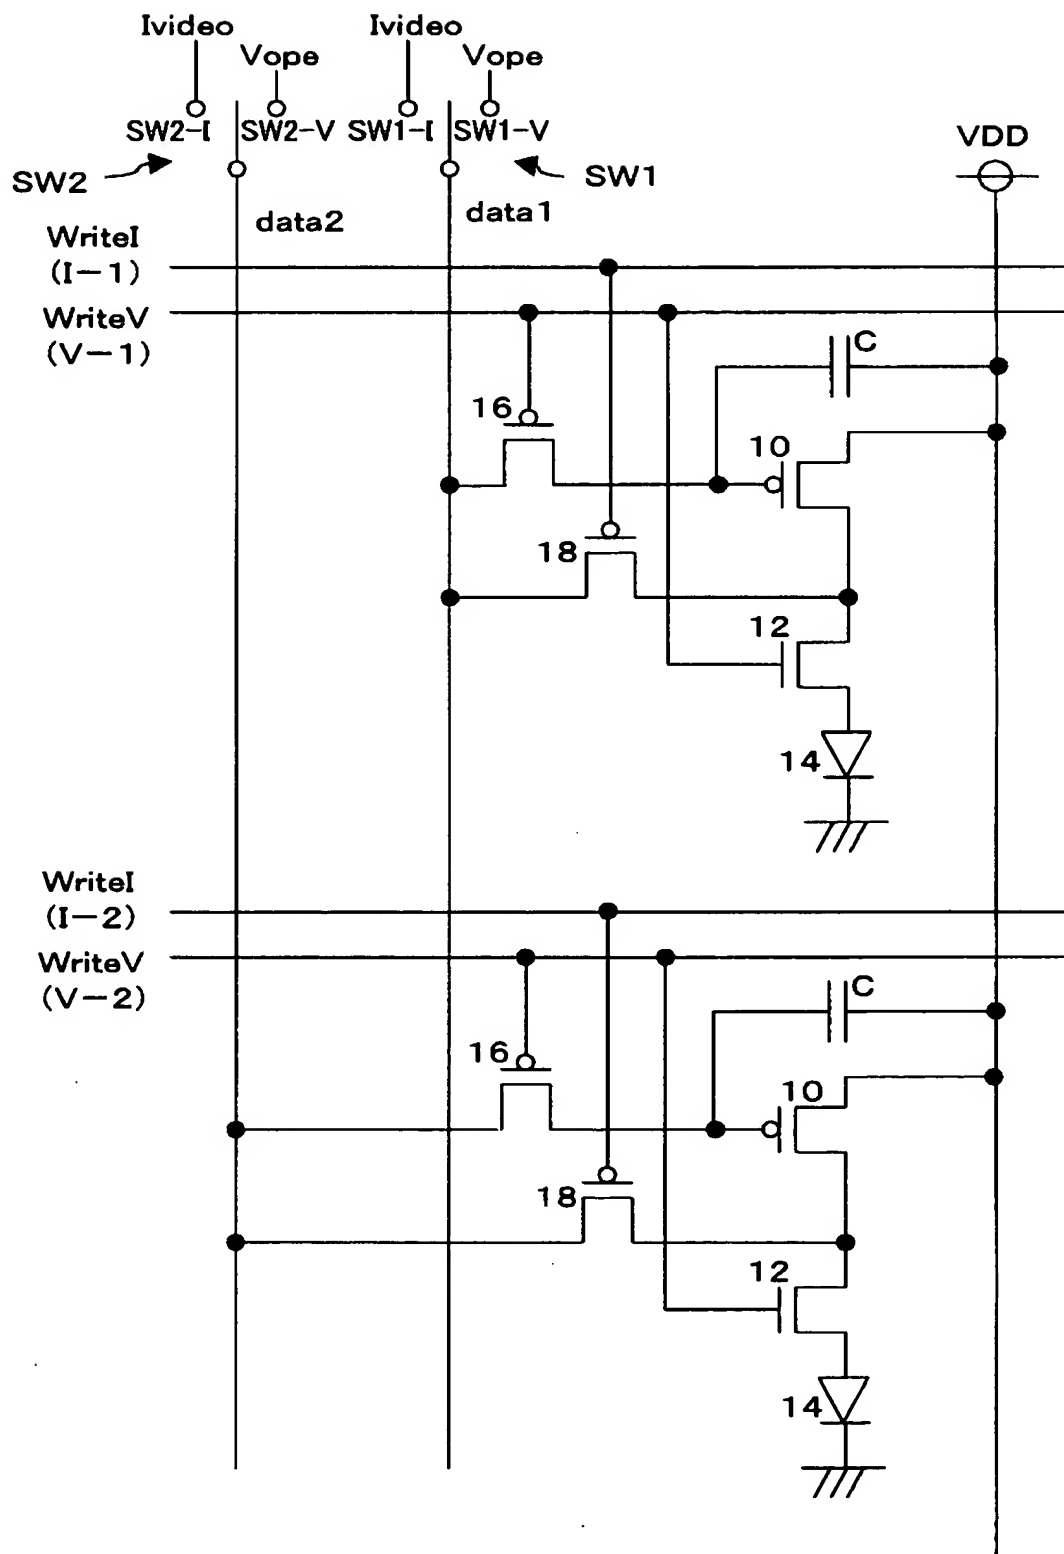 Ivideo
Ivideo
Vope
Vope
SW2-I
SW2-V
SW1-I
SW1-V
VDD
SW2
SW1
data2
data1
WriteI
(I-1)
WriteV
(V-1)
C
16
10
18
12
14
WriteI
(I-2)
WriteV
(V-2)
C
16
10
18
12
14